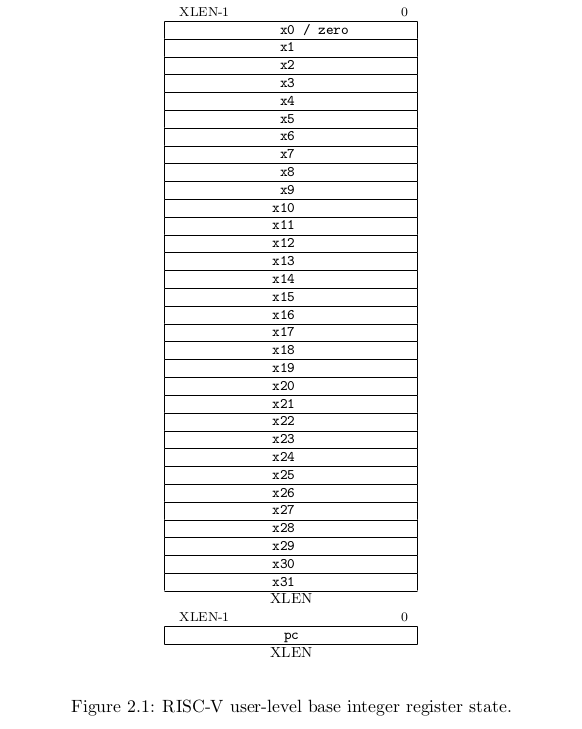 XLEN-1 0
x0 / zero
x1
x2
x3
x4
x5
x6
x7
x8
x9
x10
x11
x12
x13
x14
x15
x16
x17
x18
x19
x20
x21
x22
x23
x24
x25
x26
x27
x28
x29
x30
x31
XLEN
XLEN-1 0
pc
XLEN
Figure 2.1: RISC-V user-level base integer register state.